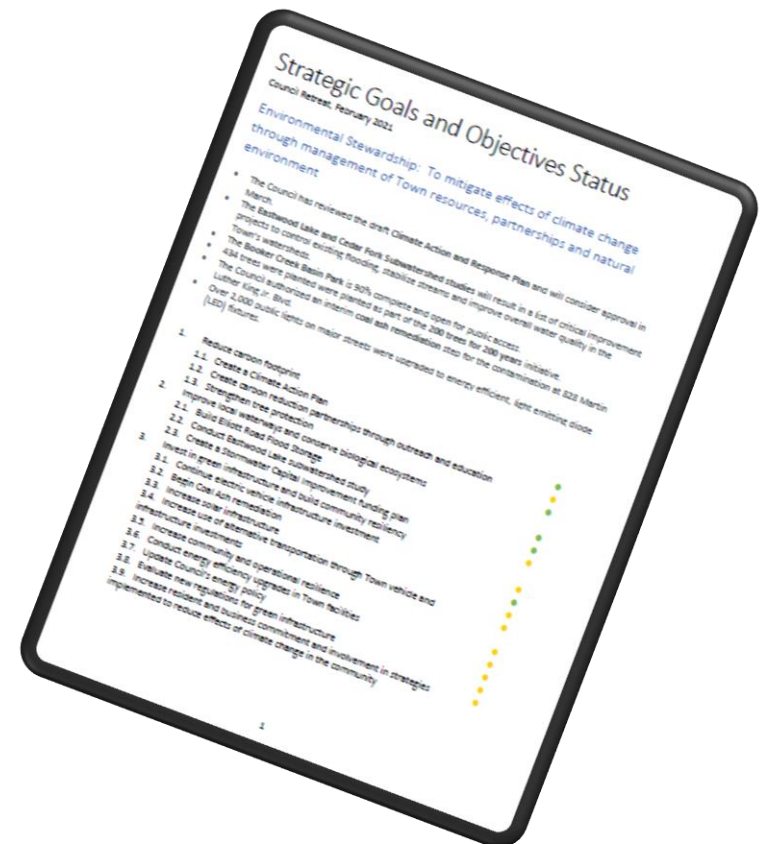 Strategic Goals and Objectives Status
Council Retreat, February 2021
Environmental Stewardship: To mitigate effects of climate change
through management of Town resources, partnerships and natural
environment
• The Council has reviewed the draft Climate Action and Response Plan and will consider approval in
March.
• The Eastwood Lake and Cedar Fork Subwatershed studies will result in a list of critical improvement
projects to control existing flooding, stabilize streams and improve overall water quality in the
Town's watersheds.
• The Booker Creek Basin Park is 90% complete and open for public access.
• 434 trees were planted were planted as part of the 200 trees for 200 years initiative.
• The Council authorized an interim coal ash remediation step for the contamination at 828 Martin
Luther King Jr. Blvd.
• Over 2,000 public lights on major streets were upgraded to energy efficient, light emitting diode
(LED) fixtures.
1. Reduce carbon footprint
1.1. Create a Climate Action Plan
1.2. Create carbon reduction partnerships through outreach and education
1.3. Strengthen tree protection
2. Improve local waterways and conserve biological ecosystems
2.1. Build Elliott Road Flood Storage
2.2. Conduct Eastwood Lake subwatershed study
2.3. Create a Stormwater Capital Improvement funding plan
3. Invest in green infrastructure and build community resiliency
3.1. Continue electric vehicle infrastructure investment
3.2. Begin Coal Ash remediation
3.3. Increase solar infrastructure
3.4. Increase use of alternative transportation through Town vehicle and
infrastructure investments
3.5. Increase community and operational resilience
3.6. Conduct energy efficiency upgrades in Town facilities
3.7. Update Council's energy policy
3.8. Evaluate new regulations for green infrastructure
3.9. Increase resident and business commitment and involvement in strategies
implemented to reduce effects of climate change in the community
1